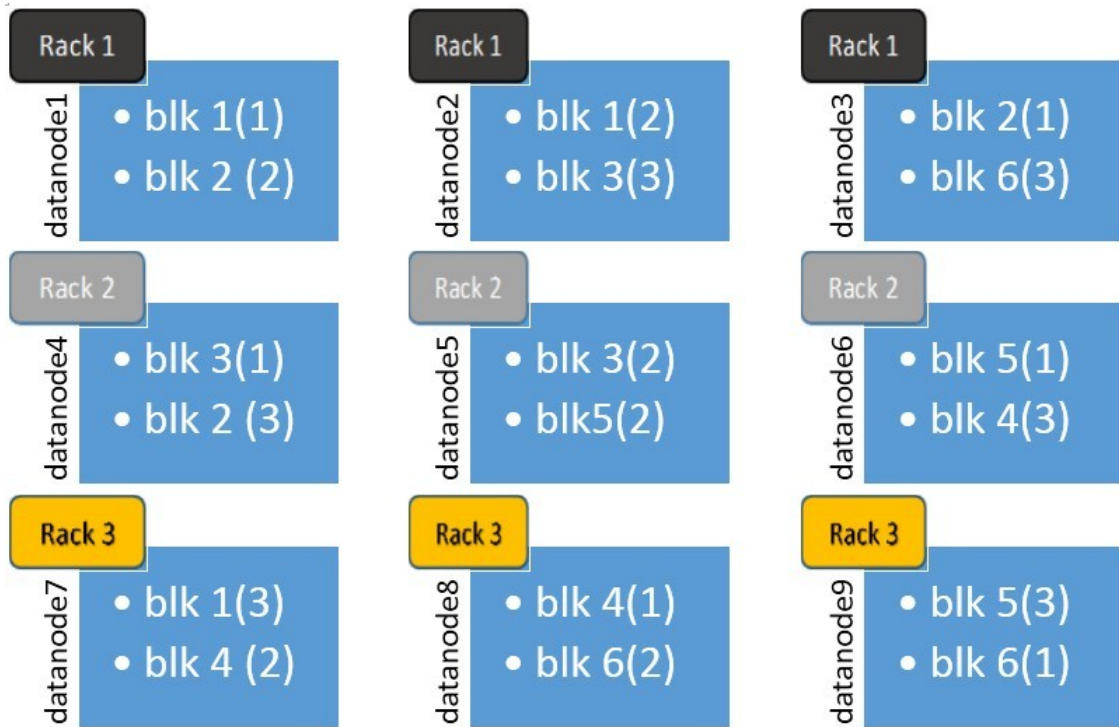 Rack 1
datanode1
• blk 1(1)
• blk 2 (2)
Rack 1
datanode2
• blk 1(2)
• blk 3(3)
Rack 1
datanode3
• blk 2(1)
• blk 6(3)
Rack 2
datanode4
• blk 3(1)
• blk 2 (3)
Rack 2
datanode5
• blk 3(2)
• blk5(2)
Rack 2
datanode6
• blk 5(1)
• blk 4(3)
Rack 3
datanode7
• blk 1(3)
• blk 4 (2)
Rack 3
datanode8
• blk 4(1)
• blk 6(2)
Rack 3
datanode9
• blk 5(3)
• blk 6(1)